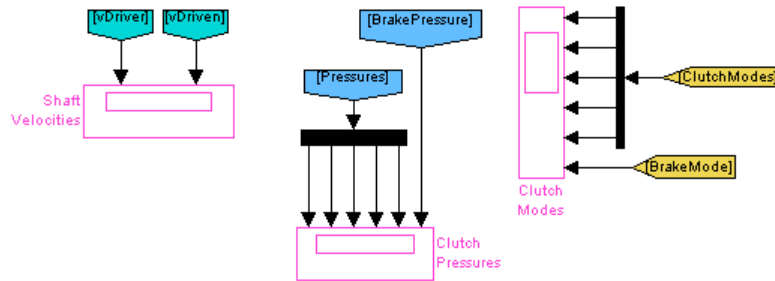 [vDriver]
[vDriven]
Shaft
Velocities
[BrakePressure]
[Pressures]
Clutch
Pressures
[ClutchModes]
[BrakeMode]
Clutch
Modes